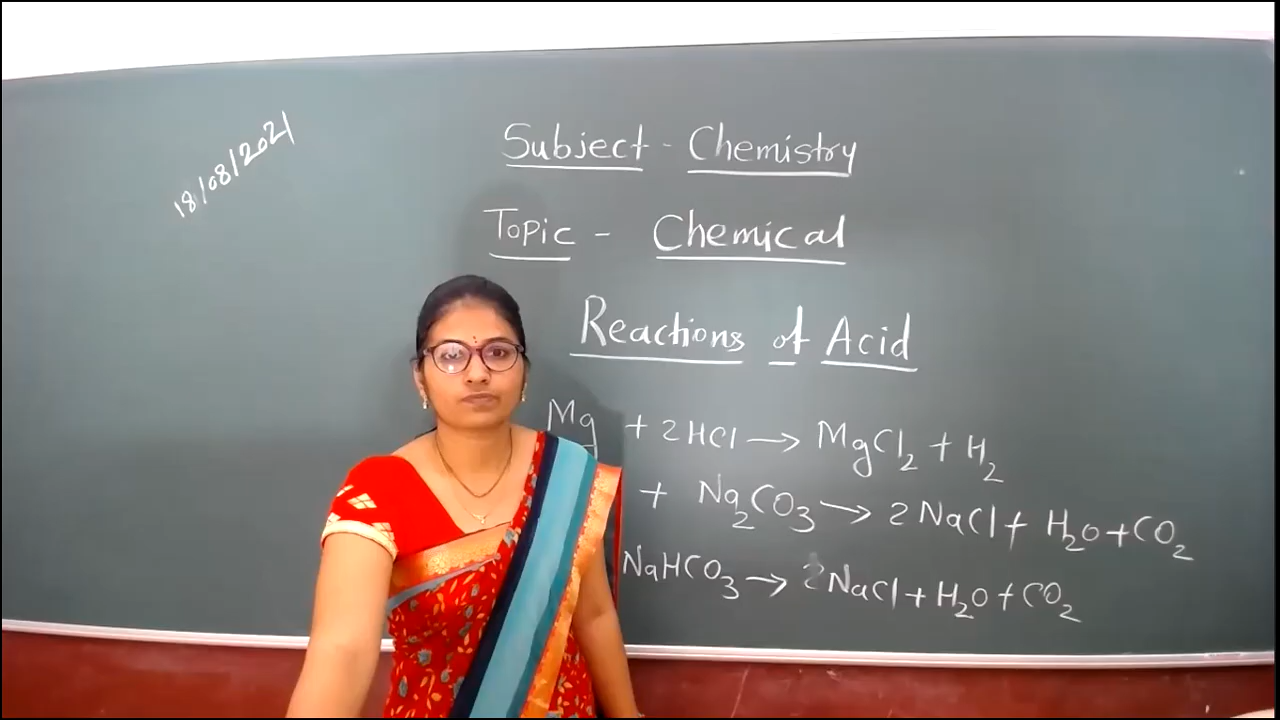 18/08/2021
Subject - Chemistry
Topic - Chemical
Reactions of Acid
Mg + 2HCl → MgCl₂ + H₂
+ Na₂CO₃ → 2NaCl + H₂O + CO₂
NaHCO₃ → NaCl + H₂O + CO₂